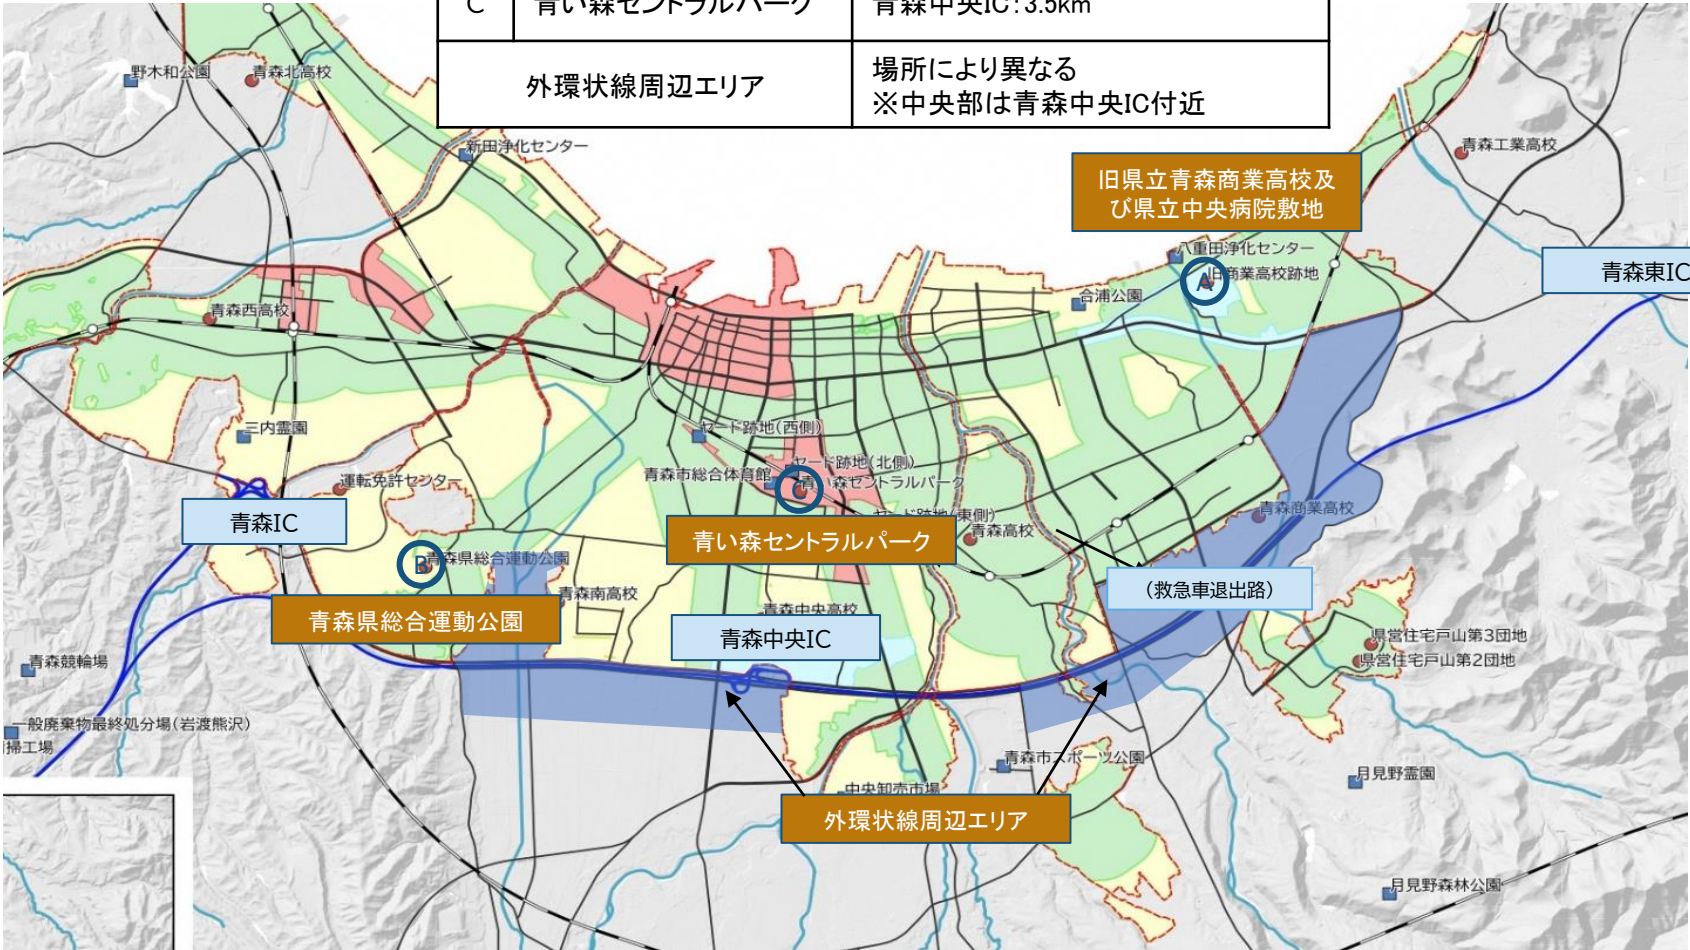 C 青い森セントラルパーク 青森中央IC：3.5km
外環状線周辺エリア
場所により異なる
※中央部は青森中央IC付近
野木和公園
青森北高校
新田浄化センター
青森工業高校
旧県立青森商業高校及
び県立中央病院敷地
八重田浄化センター
A
旧商業高校跡地
青森東IC
合浦公園
青森西高校
三内霊園
ヤード跡地(西側)
ヤード跡地(北側)
青森市総合体育館
C
青い森セントラルパーク
運転免許センター
青森IC
ヤード跡地(東側)
青森商業高校
青い森セントラルパーク
青森高校
B
青森県総合運動公園
青森南高校
（救急車退出路）
青森県総合運動公園
青森中央高校
青森中央IC
県営住宅戸山第3団地
県営住宅戸山第2団地
青森競輪場
一般廃棄物最終処分場(岩渡熊沢)
掃工場
青森市スポーツ公園
月見野霊園
中央卸売市場
外環状線周辺エリア
月見野森林公園